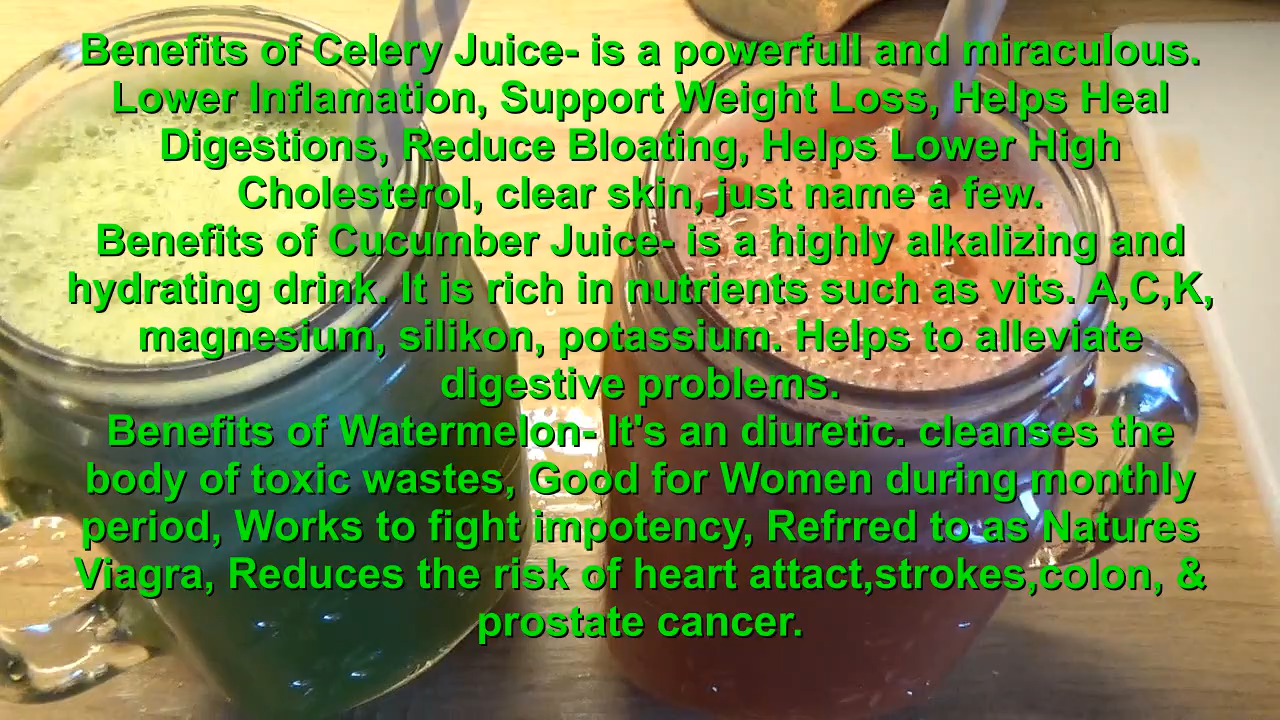 Benefits of Celery Juice- is a powerfull and miraculous.
Lower Inflamation, Support Weight Loss, Helps Heal
Digestions, Reduce Bloating, Helps Lower High
Cholesterol, clear skin, just name a few.
Benefits of Cucumber Juice- is a highly alkalizing and
hydrating drink. It is rich in nutrients such as vits. A,C,K,
magnesium, silikon, potassium. Helps to alleviate
digestive problems.
Benefits of Watermelon- It's an diuretic. cleanses the
body of toxic wastes, Good for Women during monthly
period, Works to fight impotency, Refrred to as Natures
Viagra, Reduces the risk of heart attact,strokes,colon, &
prostate cancer.